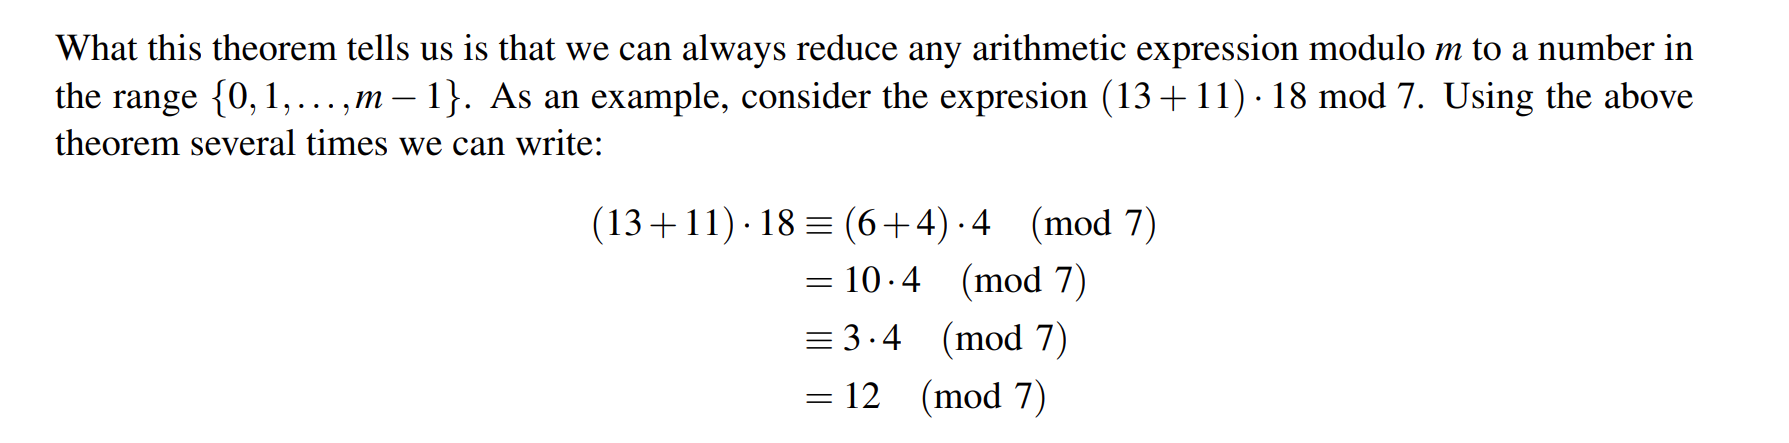 What this theorem tells us is that we can always reduce any arithmetic expression modulo m to a number in
the range {0, 1, . . . , m − 1}. As an example, consider the expresion (13 + 11) · 18 mod 7. Using the above
theorem several times we can write:
(13 + 11) · 18 ≡ (6 + 4) · 4 (mod 7)
= 10 · 4 (mod 7)
≡ 3 · 4 (mod 7)
= 12 (mod 7)